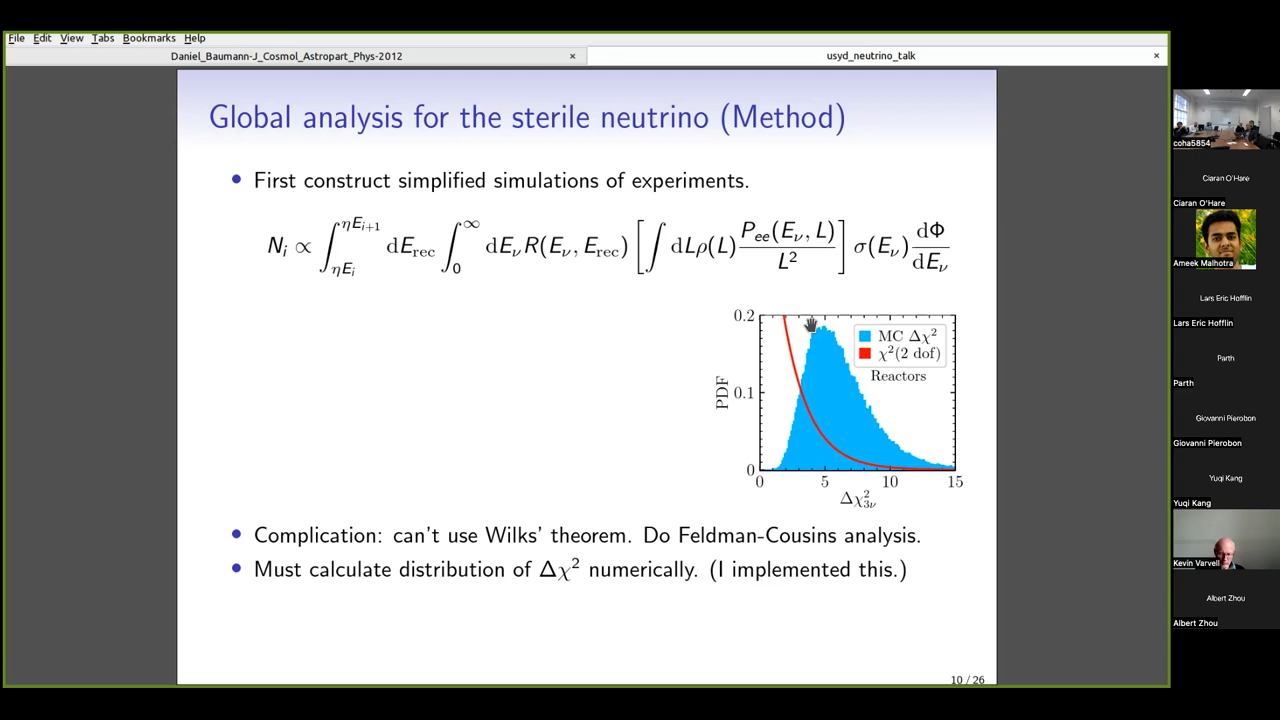 File Edit View Tabs Bookmarks Help
Daniel_Baumann-J_Cosmol_Astropart_Phys-2012 ×
usyd_neutrino_talk ×
Global analysis for the sterile neutrino (Method)
• First construct simplified simulations of experiments.
N_i ∝ ∫_{ηE_i}^{ηE_{i+1}} dE_rec ∫_0^∞ dE_ν R(E_ν, E_rec) [∫ dLρ(L) P_ee(E_ν, L)/L²] σ(E_ν) dΦ/dE_ν
0.2
0.1
0
PDF
MC Δχ²
χ²(2 dof)
Reactors
0 5 10 15
Δχ²_{3ν}
• Complication: can't use Wilks' theorem. Do Feldman-Cousins analysis.
• Must calculate distribution of Δχ² numerically. (I implemented this.)
10 / 26
coha5854
Ciaran O'Hare
Ciaran O'Hare
Ameek Malhotra
Lars Eric Hofflin
Lars Eric Hofflin
Parth
Parth
Giovanni Pierobon
Giovanni Pierobon
Yuqi Kang
Yuqi Kang
Kevin Varvell
Albert Zhou
Albert Zhou